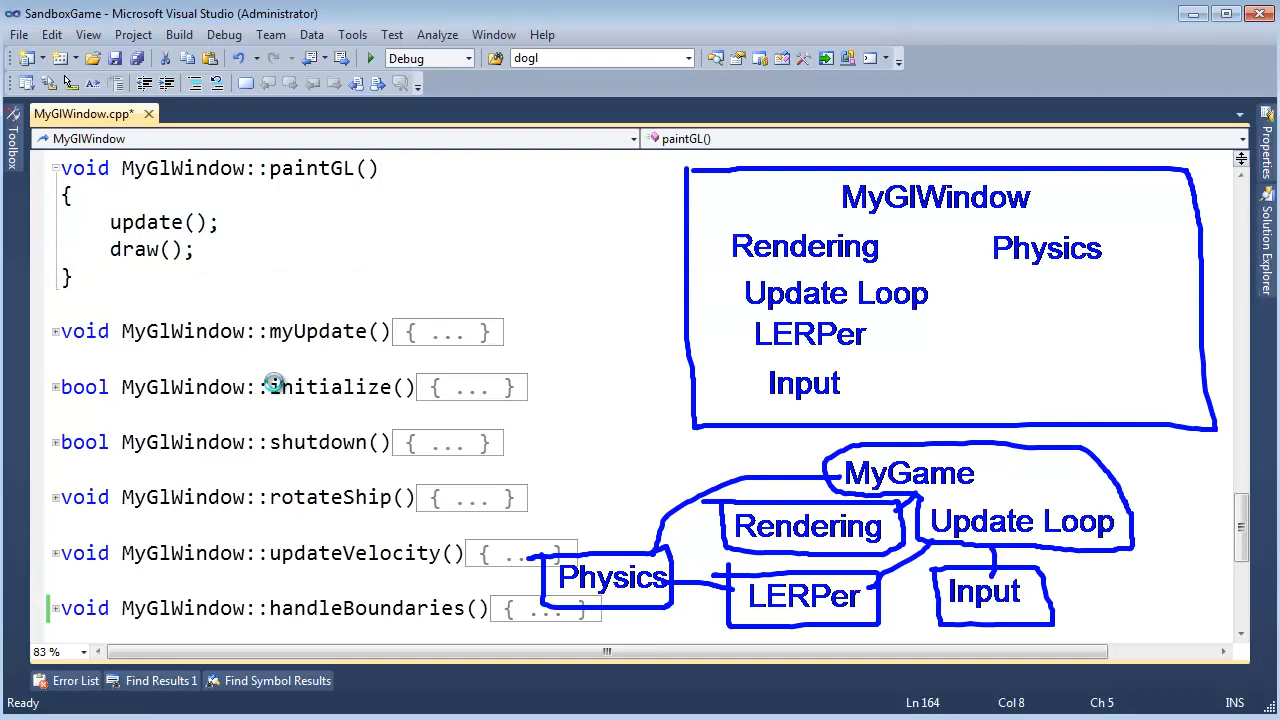 SandboxGame - Microsoft Visual Studio (Administrator)
File Edit View Project Build Debug Team Data Tools Test Analyze Window Help
Debug dogl
MyGlWindow.cpp*
MyGlWindow paintGL()
Toolbox
Properties
Solution Explorer
void MyGlWindow::paintGL()
{
update();
draw();
}
void MyGlWindow::myUpdate() { ... }
bool MyGlWindow::initialize() { ... }
bool MyGlWindow::shutdown() { ... }
void MyGlWindow::rotateShip() { ... }
void MyGlWindow::updateVelocity() { ... }
void MyGlWindow::handleBoundaries() { ... }
MyGlWindow
Rendering Physics
Update Loop
LERPer
Input
MyGame
Rendering Update Loop
Physics LERPer Input
83 %
Error List Find Results 1 Find Symbol Results
Ready Ln 164 Col 8 Ch 5 INS